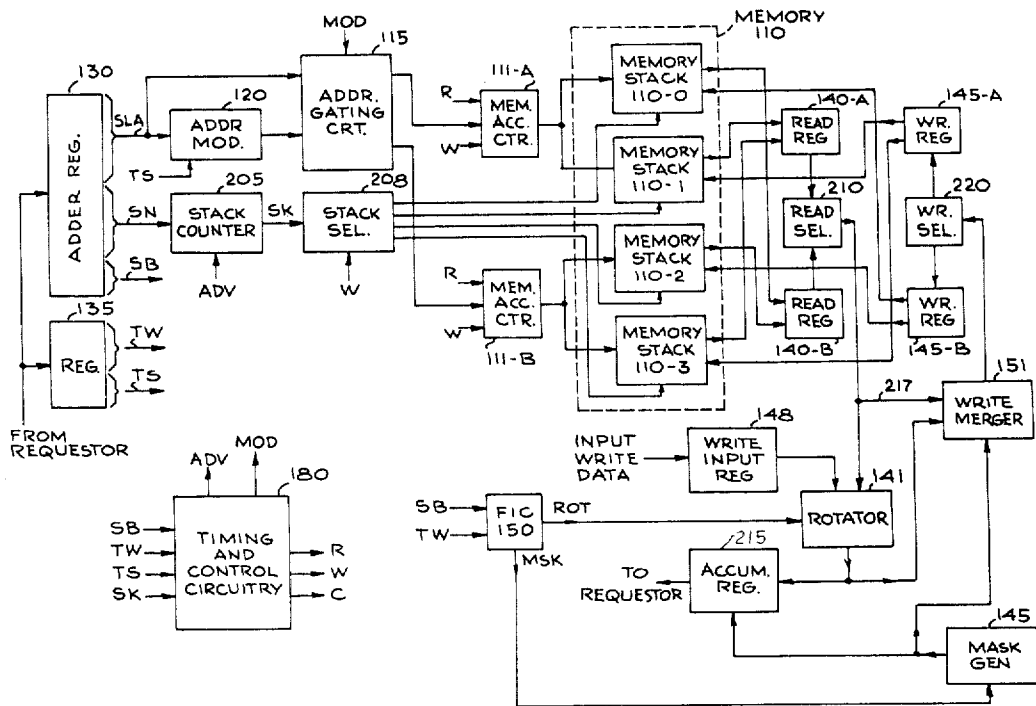 MEMORY
110
MOD
115
130
120
111-A
ADDER REG.
SLA
ADDR
MOD.
ADDR.
GATING
CRT.
R
MEM.
ACC.
CTR.
W
MEMORY
STACK
110-0
140-A
READ
REG
145-A
WR.
REG
TS
205
208
MEMORY
STACK
110-1
210
220
SN
STACK
COUNTER
SK
STACK
SEL.
READ
SEL.
WR.
SEL.
SB
ADV
W
MEMORY
STACK
110-2
R
MEM.
ACC.
CTR.
W
111-B
READ
REG
140-B
WR.
REG
145-B
135
REG.
TW
TS
MEMORY
STACK
110-3
151
217
WRITE
MERGER
FROM
REQUESTOR
148
INPUT
WRITE
DATA
WRITE
INPUT
REG
141
ROTATOR
ADV
MOD
180
SB
TW
TS
SK
TIMING
AND
CONTROL
CIRCUITRY
R
W
C
SB
TW
FIC
150
ROT
MSK
215
TO
REQUESTOR
ACCUM.
REG.
145
MASK
GEN